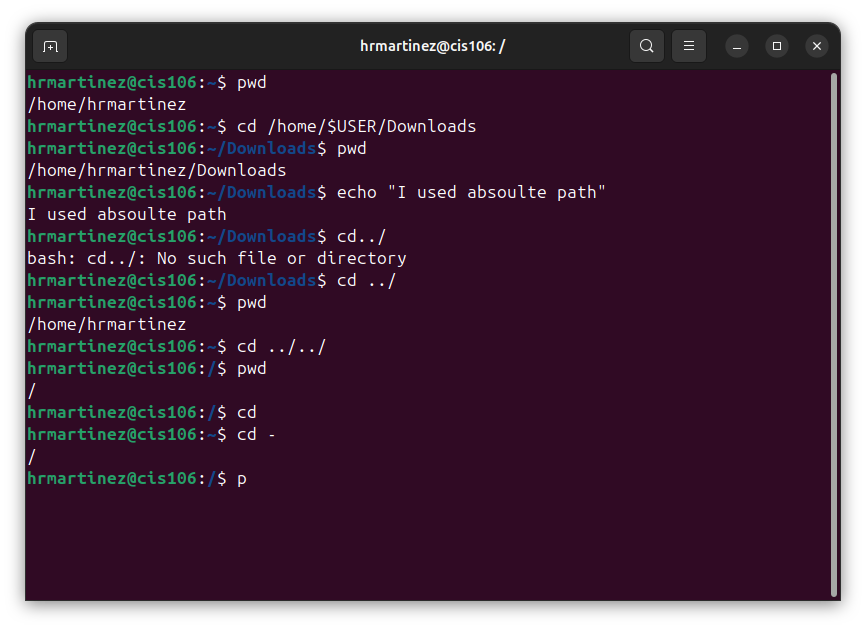 hrmartinez@cis106: /
hrmartinez@cis106:~$ pwd
/home/hrmartinez
hrmartinez@cis106:~$ cd /home/$USER/Downloads
hrmartinez@cis106:~/Downloads$ pwd
/home/hrmartinez/Downloads
hrmartinez@cis106:~/Downloads$ echo "I used absoulte path"
I used absoulte path
hrmartinez@cis106:~/Downloads$ cd../
bash: cd../: No such file or directory
hrmartinez@cis106:~/Downloads$ cd ../
hrmartinez@cis106:~$ pwd
/home/hrmartinez
hrmartinez@cis106:~$ cd ../../
hrmartinez@cis106:/$ pwd
/
hrmartinez@cis106:/$ cd
hrmartinez@cis106:~$ cd -
/
hrmartinez@cis106:/$ p